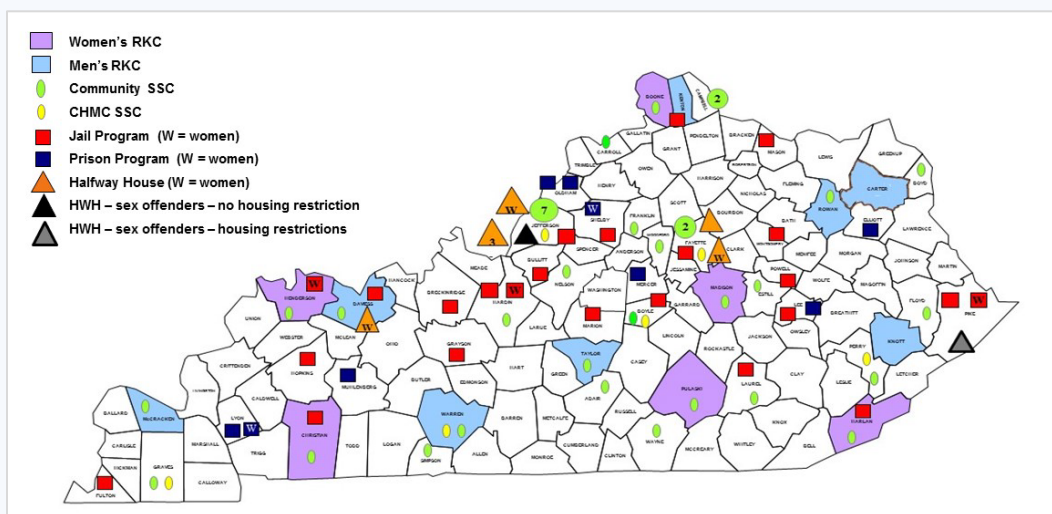 Women's RKC
Men's RKC
Community SSC
CHMC SSC
Jail Program (W = women)
Prison Program (W = women)
Halfway House (W = women)
HWH – sex offenders – no housing restriction
HWH – sex offenders – housing restrictions
BOONE
CAMPBELL
2
GALLATIN
PENDELTON
BRACKEN
MASON
CARROLL
GRANT
LEWIS
GREENUP
TRIMBLE
OWEN
HARRISON
FLEMING
CARTER
BOYD
OLDHAM
HENRY
NICHOLAS
ROWAN
W
7
W
SCOTT
BOURBON
BATH
ELLIOTT
LAWRENCE
JEFFERSON
SHELBY
FRANKLIN
2
3
SPENCER
ANDERSON
FAYETTE
W
CLARK
MENIFEE
MORGAN
JOHNSON
MARTIN
BULLITT
JESSAMINE
POWELL
WOLFE
MAGOFFIN
MEADE
NELSON
WASHINGTON
MERCER
MADISON
ESTILL
HANCOCK
BRECKINRIDGE
W
HARDIN
GARRARD
LEE
BREATHITT
FLOYD
W
PIKE
HENDERSON
W
DAVIESS
W
LARUE
MARION
BOYLE
OWSLEY
UNION
WEBSTER
MCLEAN
OHIO
GRAYSON
LINCOLN
ROCKCASTLE
JACKSON
PERRY
KNOTT
CRITTENDEN
HOPKINS
MUHLENBERG
BUTLER
EDMONSON
HART
GREEN
TAYLOR
CASEY
PULASKI
LAUREL
CLAY
LESLIE
LETCHER
CALDWELL
ADAIR
BALLARD
McCRACKEN
LYON
W
WARREN
BARREN
METCALFE
RUSSELL
KNOX
HARLAN
CARLISLE
MARSHALL
CHRISTIAN
TODD
LOGAN
CUMBERLAND
WAYNE
WHITLEY
BELL
HICKMAN
GRAVES
CALLOWAY
TRIGG
SIMPSON
ALLEN
MONROE
CLINTON
MCCREARY
FULTON